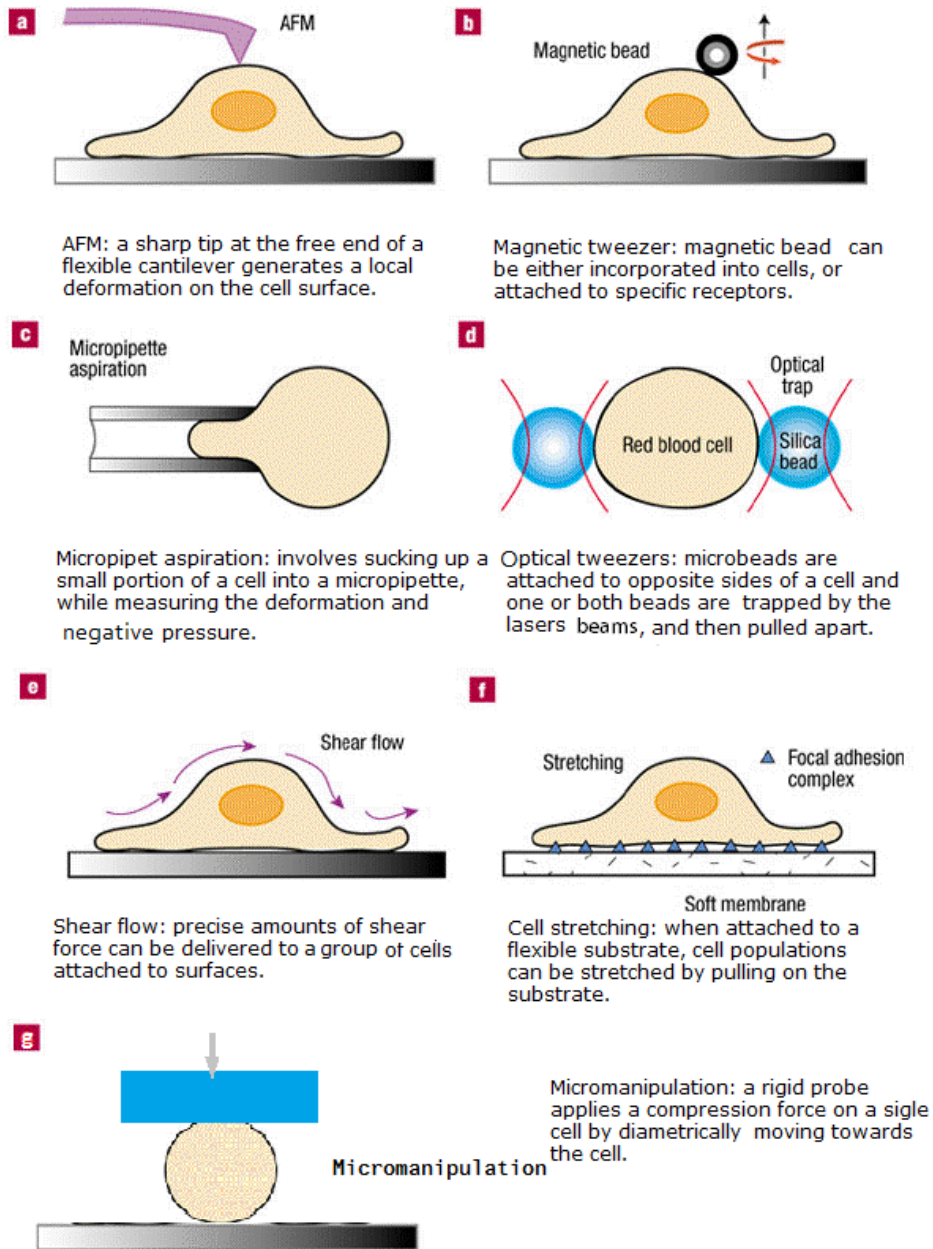 a
AFM
AFM: a sharp tip at the free end of a
flexible cantilever generates a local
deformation on the cell surface.
b
Magnetic bead
Magnetic tweezer: magnetic bead can
be either incorporated into cells, or
attached to specific receptors.
c
Micropipette
aspiration
Micropipet aspiration: involves sucking up a
small portion of a cell into a micropipette,
while measuring the deformation and
negative pressure.
d
Optical
trap
Red blood cell
Silica
bead
Optical tweezers: microbeads are
attached to opposite sides of a cell and
one or both beads are trapped by the
lasers beams, and then pulled apart.
e
Shear flow
Shear flow: precise amounts of shear
force can be delivered to a group of cells
attached to surfaces.
f
Stretching
Focal adhesion
complex
Soft membrane
Cell stretching: when attached to a
flexible substrate, cell populations
can be stretched by pulling on the
substrate.
g
Micromanipulation
Micromanipulation: a rigid probe
applies a compression force on a sigle
cell by diametrically moving towards
the cell.